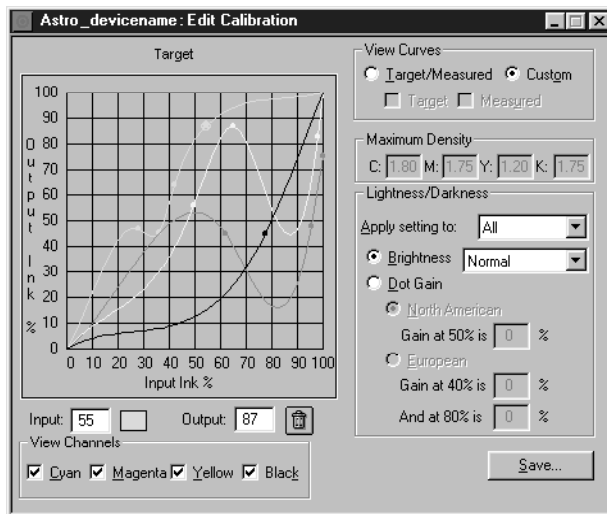 Astro_devicename : Edit Calibration
Target
100
90
80
70
60
50
40
30
20
10
0
Output Ink %
0 10 20 30 40 50 60 70 80 90 100
Input Ink %
Input: 55 Output: 87
View Channels
Cyan Magenta Yellow Black
View Curves
Target/Measured Custom
Target Measured
Maximum Density
C: 1.80 M: 1.75 Y: 1.20 K: 1.75
Lightness/Darkness
Apply setting to: All
Brightness Normal
Dot Gain
North American
Gain at 50% is 0 %
European
Gain at 40% is 0 %
And at 80% is 0 %
Save...